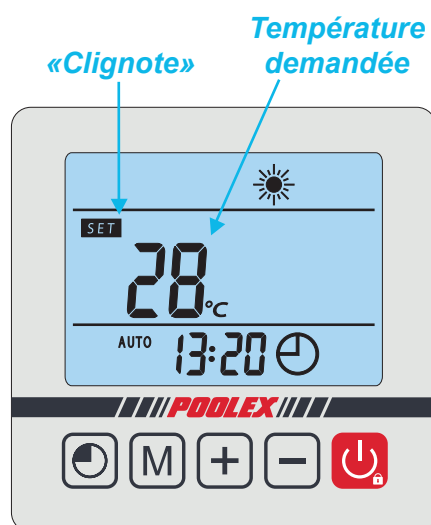 Température
«Clignote» demandée
SET
28°C
AUTO 13:20
POOLEX
M + −